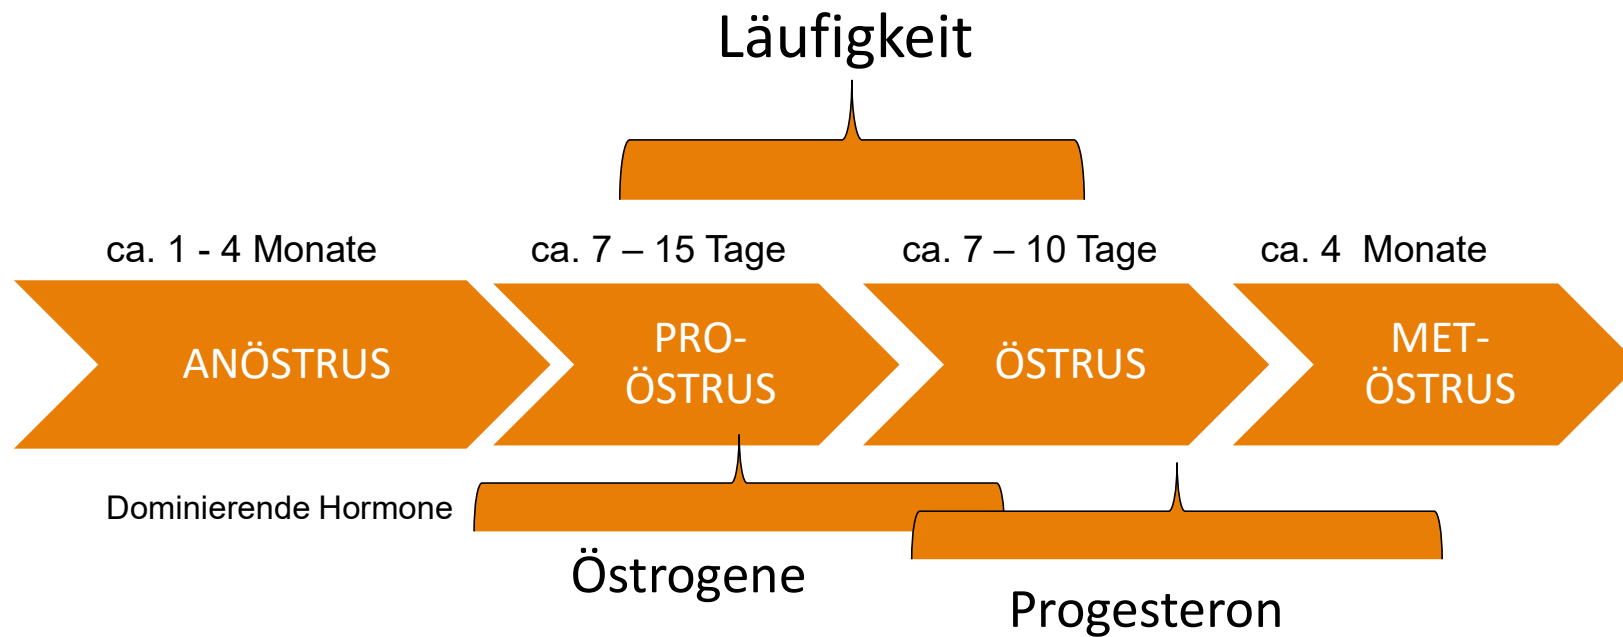 Läufigkeit
ca. 1 - 4 Monate
ca. 7 – 15 Tage
ca. 7 – 10 Tage
ca. 4  Monate
ANÖSTRUS
PRO-
ÖSTRUS
ÖSTRUS
MET-
ÖSTRUS
Dominierende Hormone
Östrogene
Progesteron